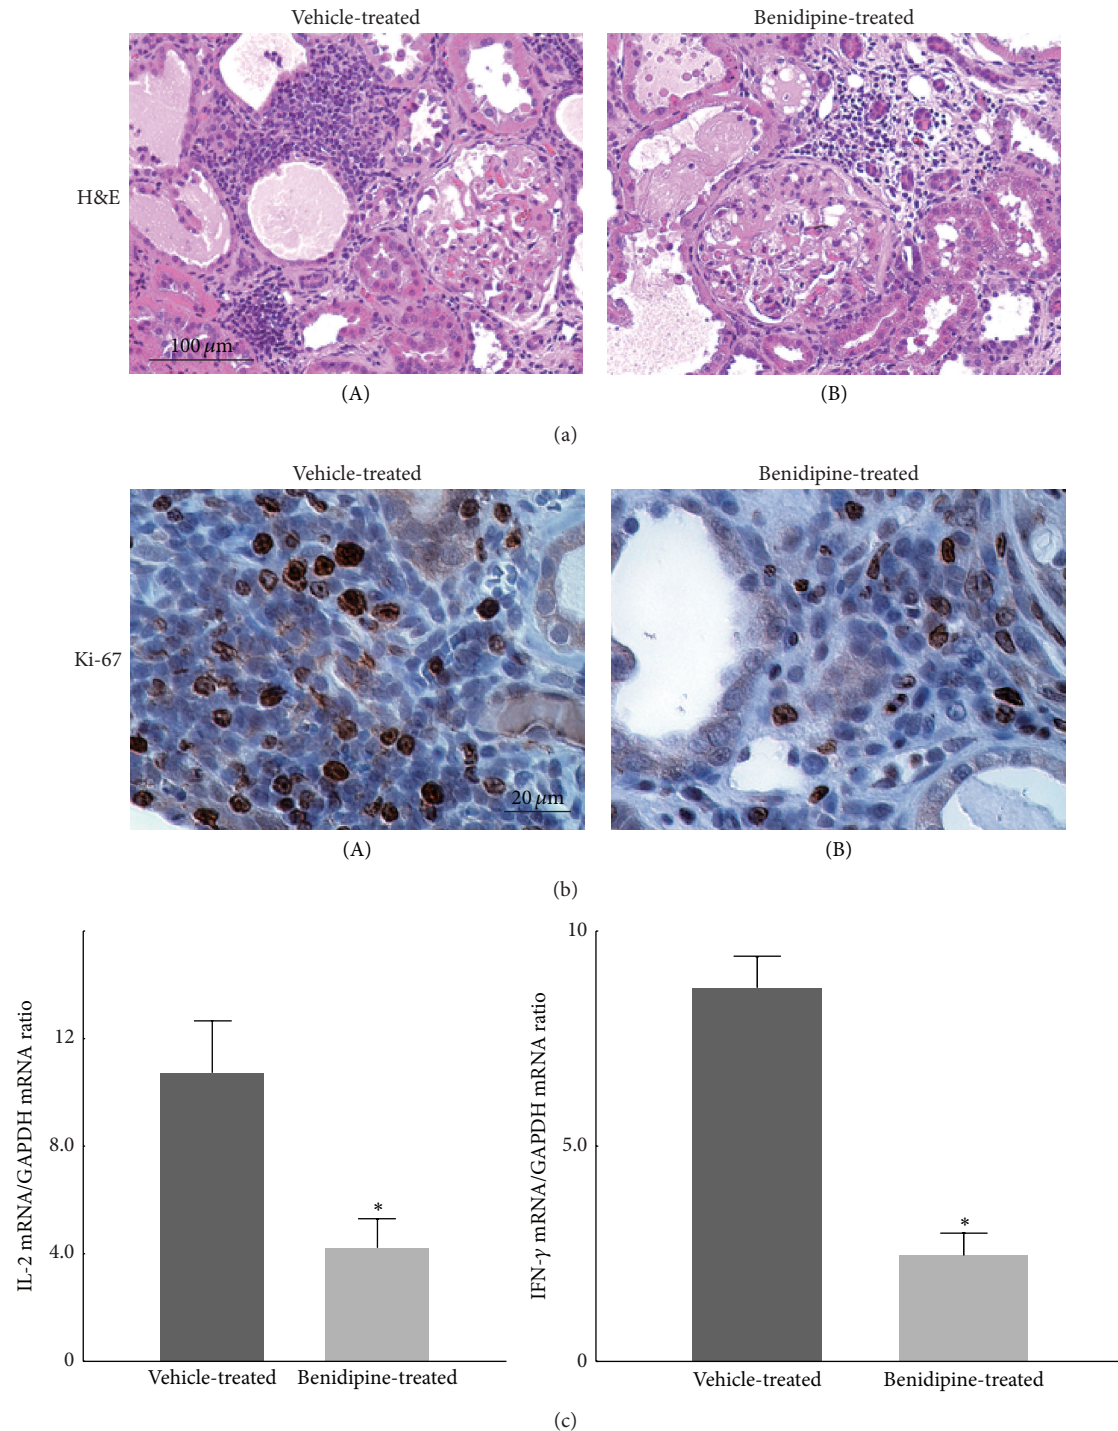 Vehicle-treated
Benidipine-treated
H&E
100 μm
(A)
(B)
(a)
Vehicle-treated
Benidipine-treated
Ki-67
20 μm
(A)
(B)
(b)
IL-2 mRNA/GAPDH mRNA ratio
12
8.0
4.0
0
*
Vehicle-treated
Benidipine-treated
IFN-γ mRNA/GAPDH mRNA ratio
10
5.0
0
*
Vehicle-treated
Benidipine-treated
(c)